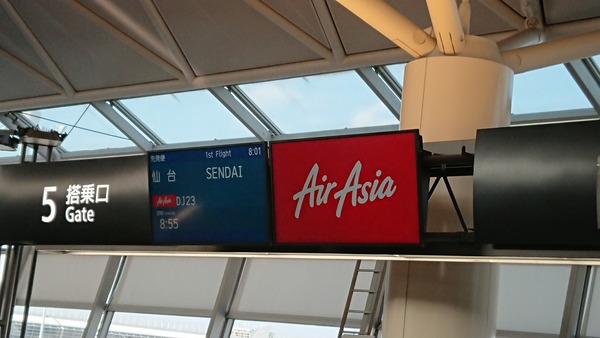 5 搭乗口
Gate
先発便 1st Flight 8:01
仙台 SENDAI
AirAsia DJ23
8:55
AirAsia